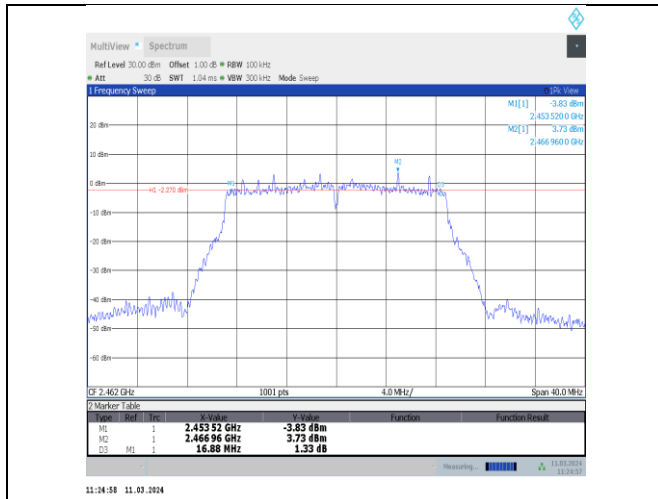 MultiView Spectrum
Ref Level 30.00 dBm Offset 1.00 dB RBW 100 kHz
Att 30 dB SWT 1.04 ms VBW 300 kHz Mode Sweep
1 Frequency Sweep 1Pk View
M1[1] -3.83 dBm
2.4535200 GHz
M2[1] 3.73 dBm
2.4669600 GHz
20 dBm
10 dBm
M2
0 dBm
M1 D3
H1 -2.270 dBm
-10 dBm
-20 dBm
-30 dBm
-40 dBm
-50 dBm
-60 dBm
CF 2.462 GHz 1001 pts 4.0 MHz/ Span 40.0 MHz
2 Marker Table
Type Ref Trc X-Value Y-Value Function Function Result
M1 1 2.453 52 GHz -3.83 dBm
M2 1 2.466 96 GHz 3.73 dBm
D3 M1 1 16.88 MHz 1.33 dB
Measuring... 11.03.2024
11:24:57
11:24:58 11.03.2024